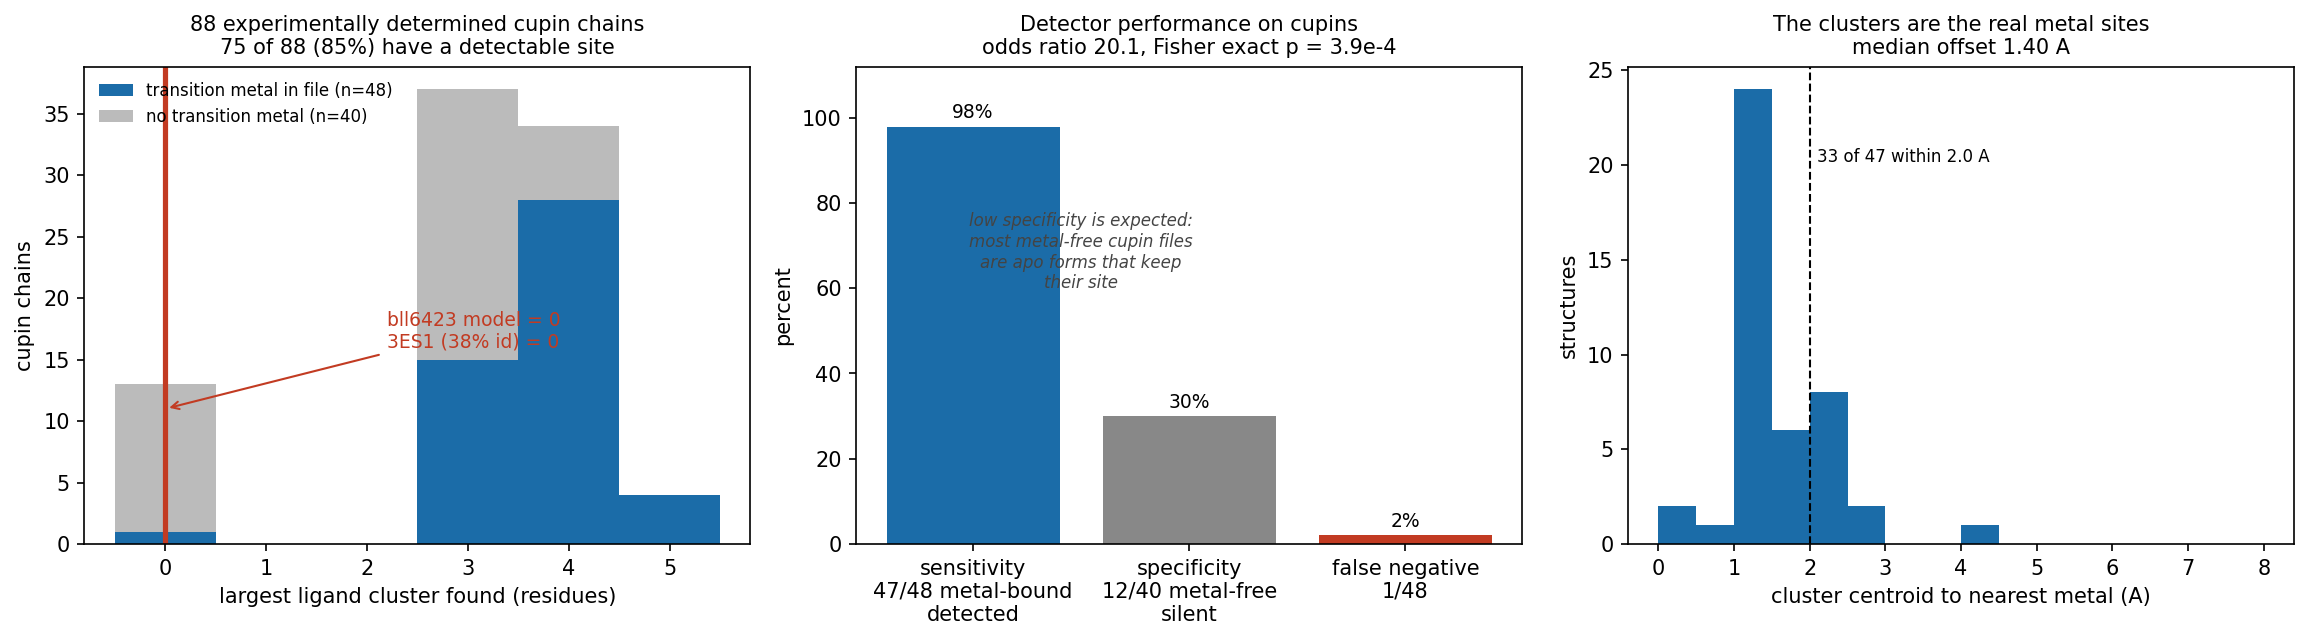 88 experimentally determined cupin chains
75 of 88 (85%) have a detectable site
transition metal in file (n=48)
no transition metal (n=40)
bll6423 model = 0
3ES1 (38% id) = 0
cupin chains
35
30
25
20
15
10
5
0
0 1 2 3 4 5
largest ligand cluster found (residues)
Detector performance on cupins
odds ratio 20.1, Fisher exact p = 3.9e-4
98%
low specificity is expected:
most metal-free cupin files
are apo forms that keep
their site
30%
2%
percent
100
80
60
40
20
0
sensitivity
47/48 metal-bound
detected
specificity
12/40 metal-free
silent
false negative
1/48
The clusters are the real metal sites
median offset 1.40 A
33 of 47 within 2.0 A
structures
25
20
15
10
5
0
0 1 2 3 4 5 6 7 8
cluster centroid to nearest metal (A)